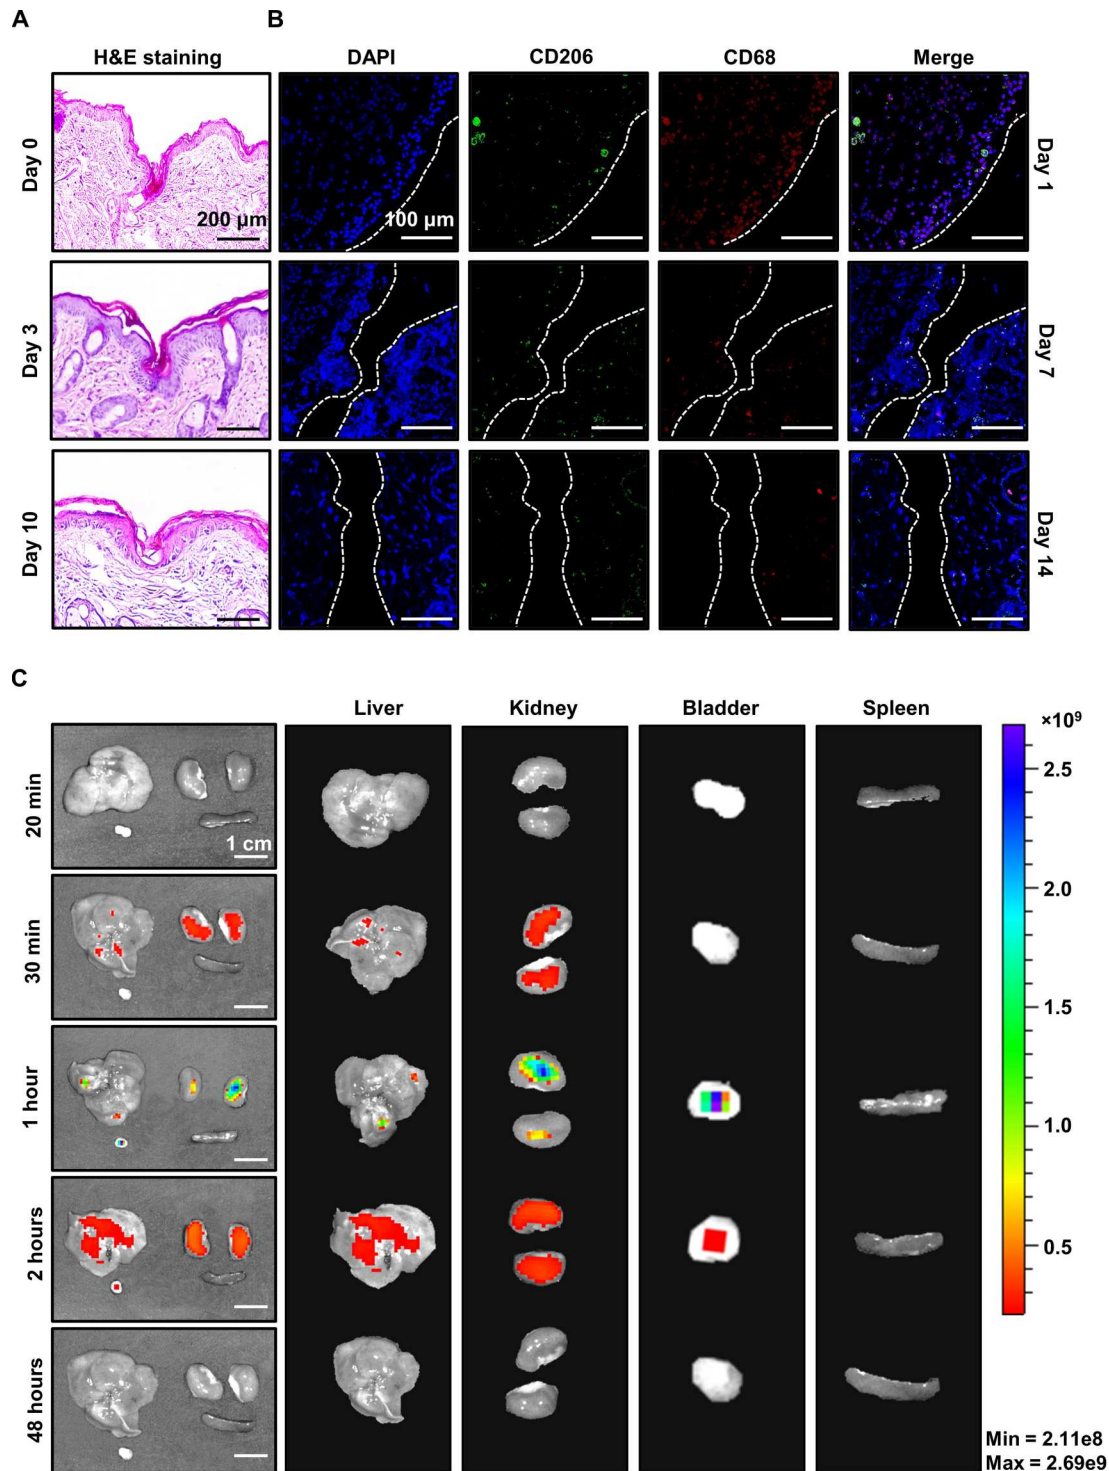 A
B
H&E staining
DAPI
CD206
CD68
Merge
Day 0
200 µm
100 µm
Day 1
Day 3
Day 7
Day 10
Day 14
C
Liver
Kidney
Bladder
Spleen
×10⁹
20 min
1 cm
2.5
30 min
2.0
1 hour
1.5
1.0
2 hours
0.5
48 hours
Min = 2.11e8
Max = 2.69e9